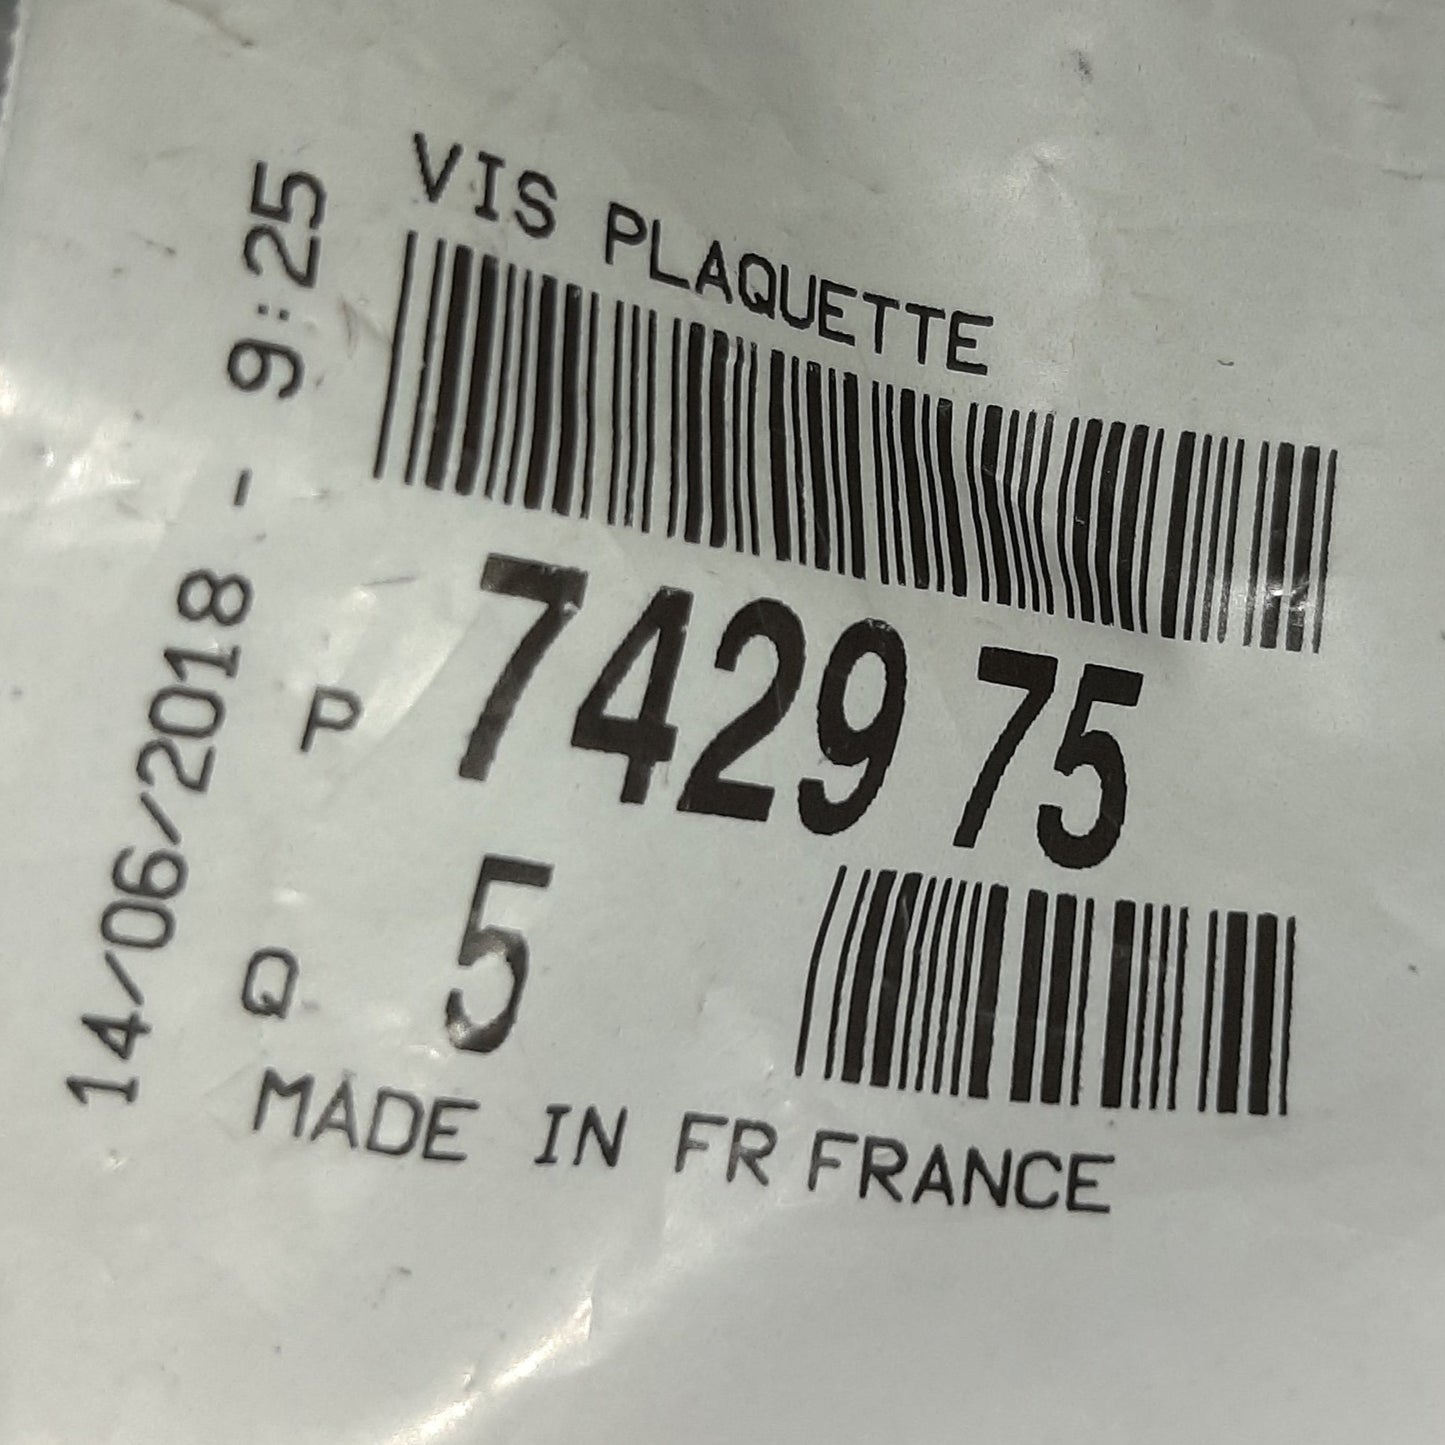 VIS PLAQUETTE
P 7429 75
Q 5
MADE IN FR FRANCE
14/06/2018 - 9:25